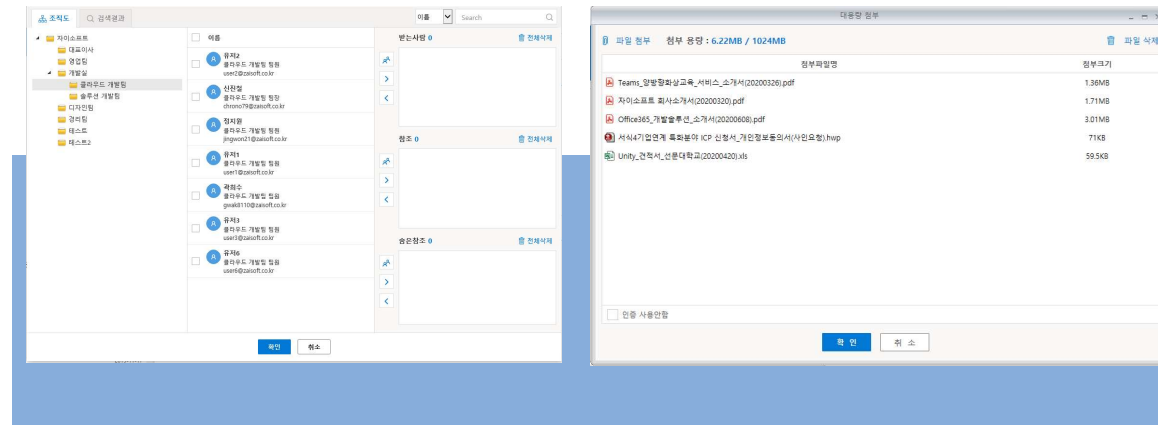 조직도 검색결과 이름 Search
자이소프트
대표이사
영업팀
개발실
클라우드 개발팀
솔루션 개발팀
디자인팀
경리팀
테스트
테스트2
이름
유저2
클라우드 개발팀 팀원
user2@zaisoft.co.kr
신진철
클라우드 개발팀 팀장
chrono79@zaisoft.co.kr
정지원
클라우드 개발팀 팀원
jingwon21@zaisoft.co.kr
유저1
클라우드 개발팀 팀원
user1@zaisoft.co.kr
곽희수
클라우드 개발팀 팀원
gwak8110@zaisoft.co.kr
유저3
클라우드 개발팀 팀원
user3@zaisoft.co.kr
유저6
클라우드 개발팀 팀원
user6@zaisoft.co.kr
받는사람 0 전체삭제
참조 0 전체삭제
숨은참조 0 전체삭제
확인 취소
대용량 첨부
파일 첨부 첨부 용량 : 6.22MB / 1024MB 파일 삭제
첨부파일명 첨부크기
Teams_양방향화상교육_서비스_소개서(20200326).pdf 1.36MB
자이소프트 회사소개서(20200320).pdf 1.71MB
Office365_개발솔루션_소개서(20200608).pdf 3.01MB
서식4기업연계 특화분야 ICP 신청서_개인정보동의서(사인요청).hwp 71KB
Unity_견적서_선문대학교(20200420).xls 59.5KB
인증 사용안함
확 인 취 소